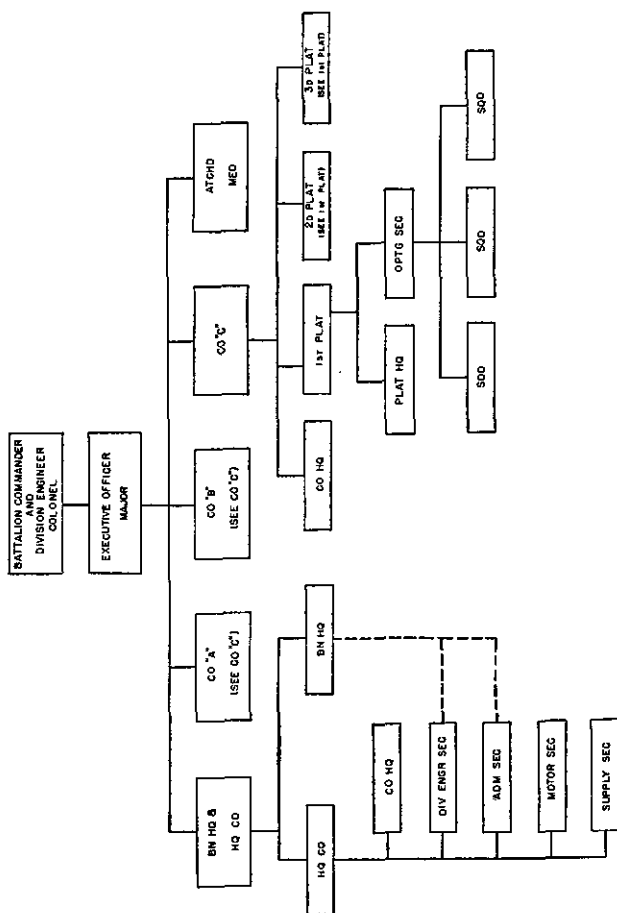 BATTALION COMMANDER
AND
DIVISION ENGINEER
COLONEL
EXECUTIVE OFFICER
MAJOR
BN HQ &
HQ CO
CO "A"
(SEE CO "C")
CO "B"
(SEE CO "C")
CO "C"
ATCHD
MED
HQ CO
BN HQ
CO HQ
DIV ENGR SEC
ADM SEC
MOTOR SEC
SUPPLY SEC
CO HQ
1ST PLAT
2D PLAT
(SEE 1ST PLAT)
3D PLAT
(SEE 1ST PLAT)
PLAT HQ
OPTG SEC
SQD
SQD
SQD